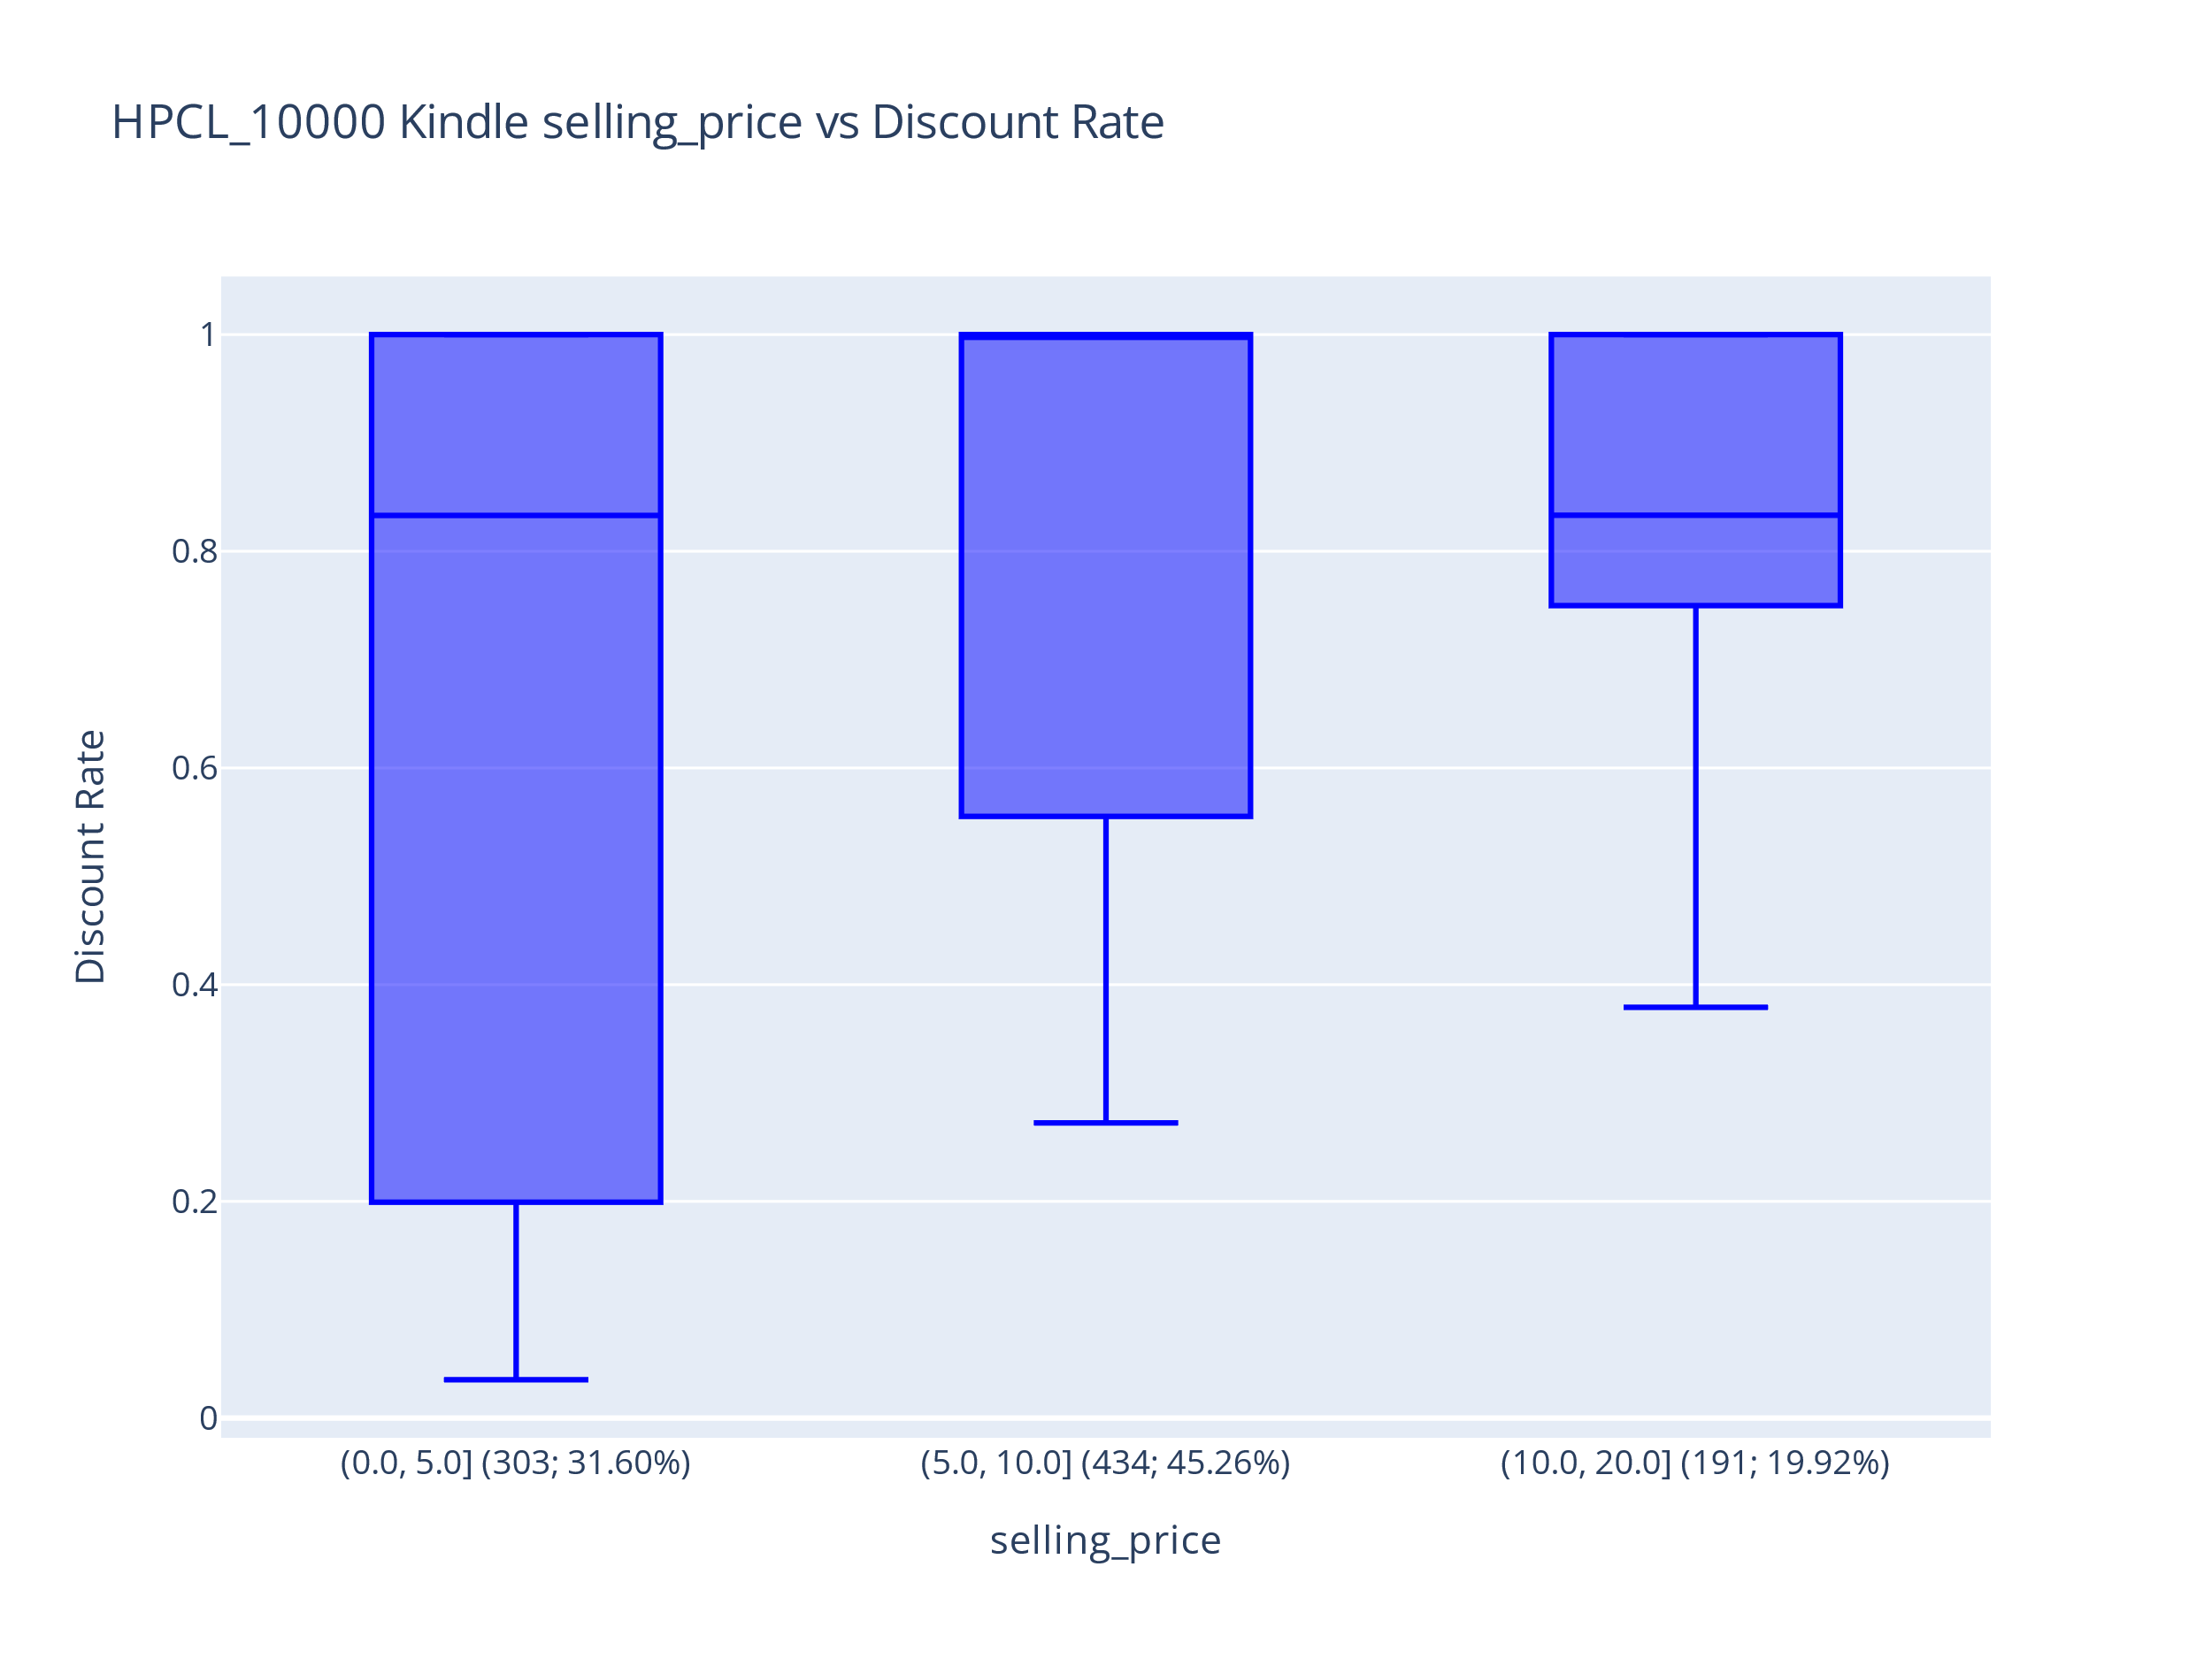 HPCL_10000 Kindle selling_price vs Discount Rate
1
0.8
0.6
0.4
0.2
0
Discount Rate
(0.0, 5.0] (303; 31.60%)
(5.0, 10.0] (434; 45.26%)
(10.0, 20.0] (191; 19.92%)
selling_price